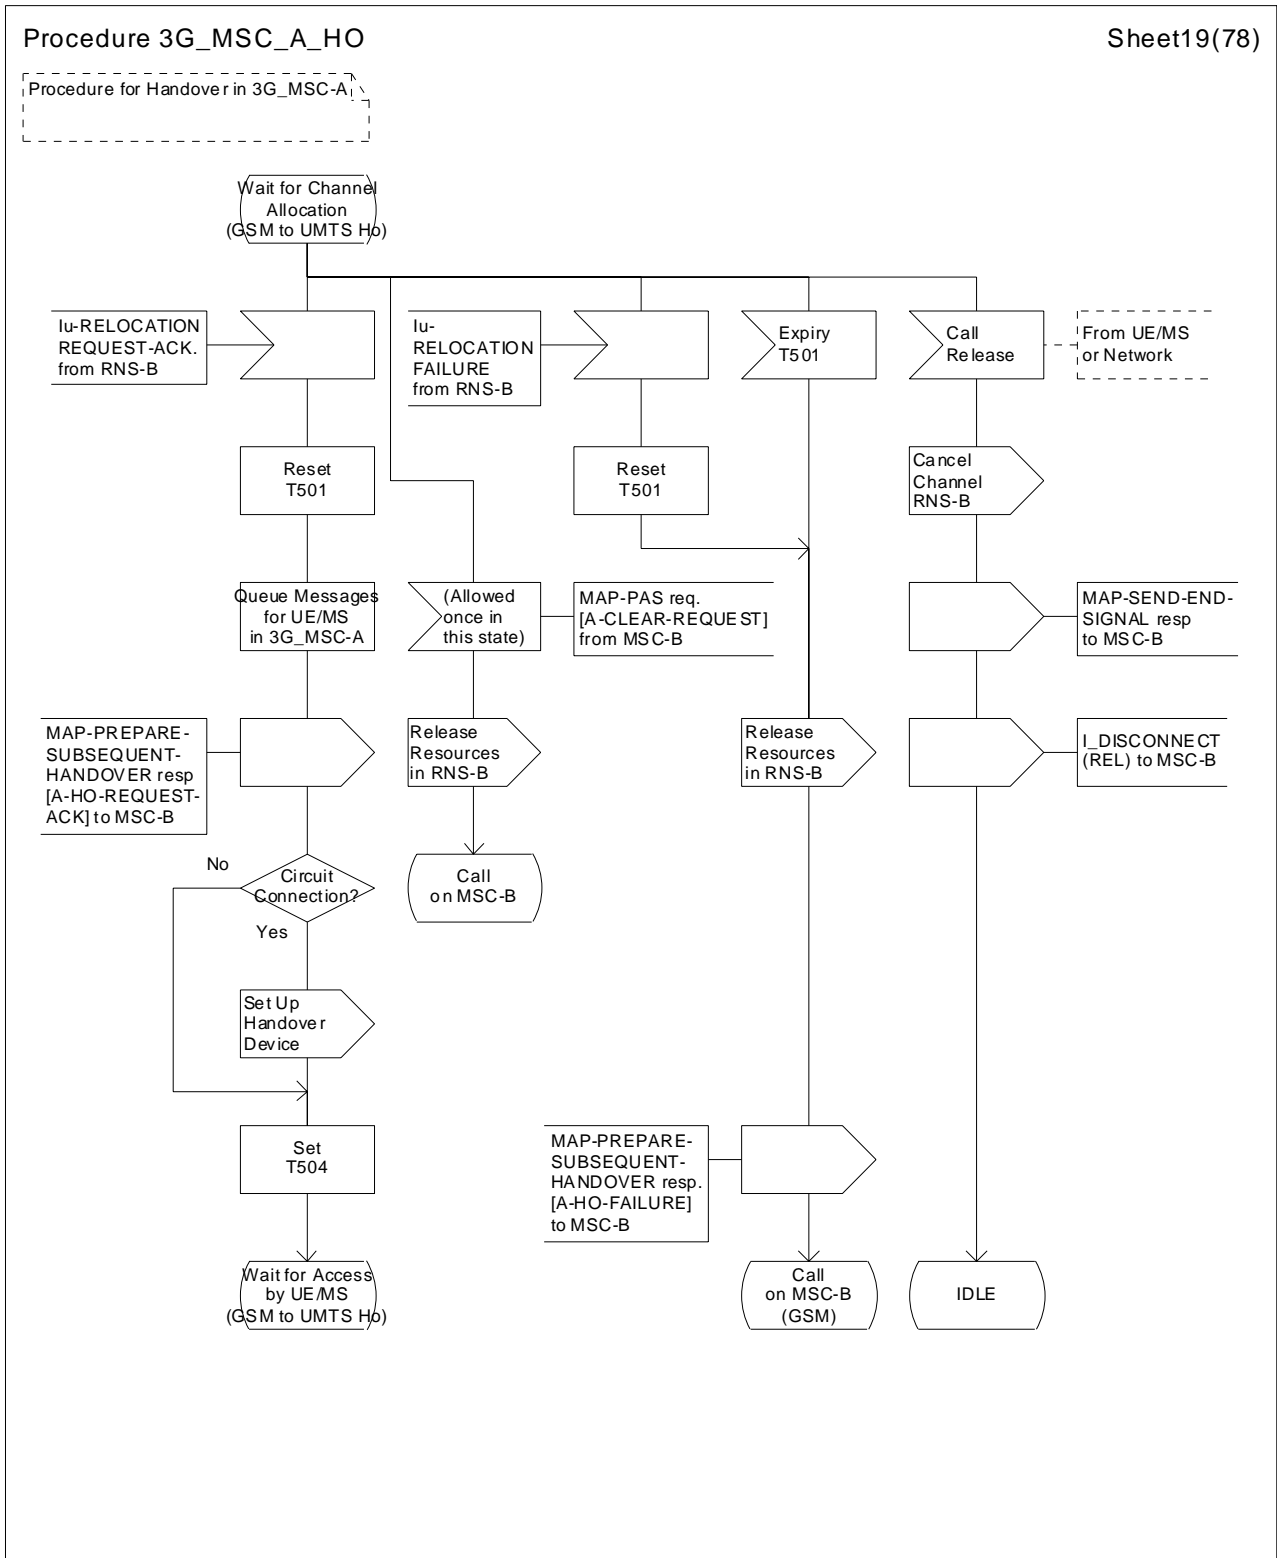 Procedure 3G_MSC_A_HO
Sheet19(78)
Procedure for Handover in 3G_MSC-A
Wait for Channel
Allocation
(GSM to UMTS Ho)
Iu-RELOCATION
REQUEST-ACK.
from RNS-B
Iu-
RELOCATION
FAILURE
from RNS-B
Expiry
T501
Call
Release
From UE/MS
or Network
Reset
T501
Reset
T501
Cancel
Channel
RNS-B
Queue Messages
for UE/MS
in 3G_MSC-A
(Allowed
once in
this state)
MAP-PAS req.
[A-CLEAR-REQUEST]
from MSC-B
MAP-SEND-END-
SIGNAL resp
to MSC-B
MAP-PREPARE-
SUBSEQUENT-
HANDOVER resp
[A-HO-REQUEST-
ACK] to MSC-B
Release
Resources
in RNS-B
Release
Resources
in RNS-B
I_DISCONNECT
(REL) to MSC-B
No
Circuit
Connection?
Yes
Call
on MSC-B
Set Up
Handover
Device
Set
T504
MAP-PREPARE-
SUBSEQUENT-
HANDOVER resp.
[A-HO-FAILURE]
to MSC-B
Wait for Access
by UE/MS
(GSM to UMTS Ho)
Call
on MSC-B
(GSM)
IDLE